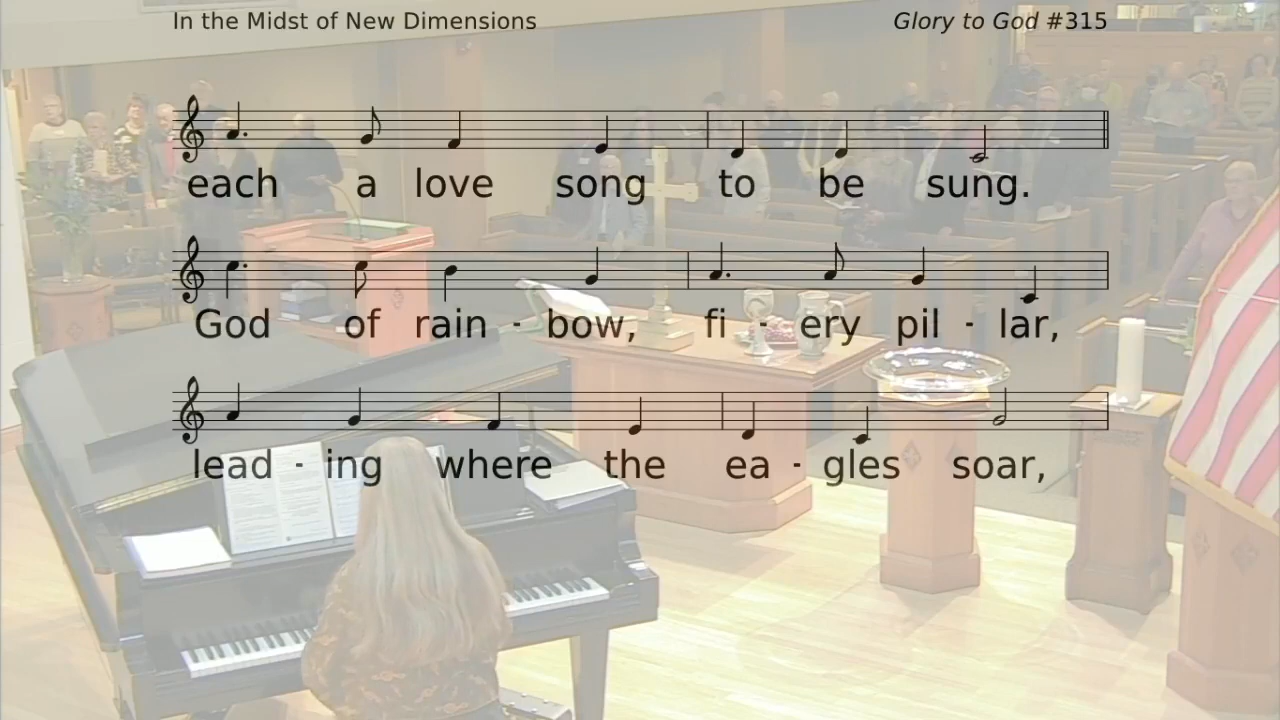 In the Midst of New Dimensions
Glory to God #315
each a love song to be sung.
God of rain - bow, fi - ery pil - lar,
lead - ing where the ea - gles soar,